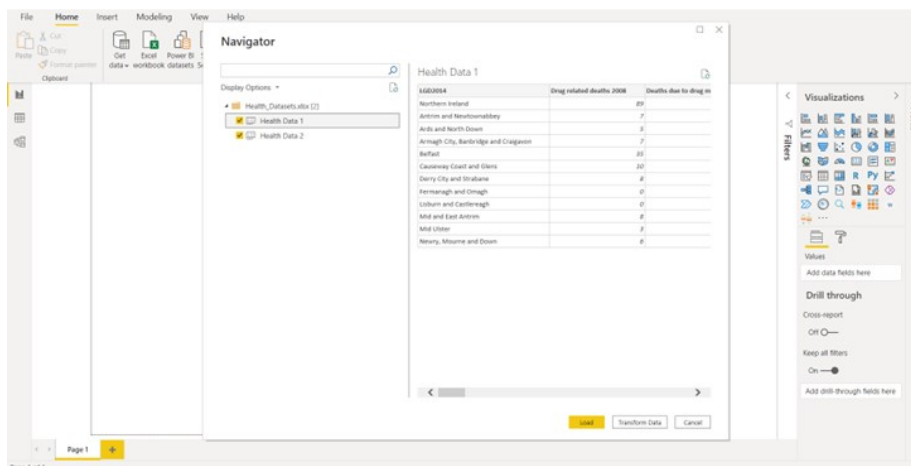 File Home Insert Modeling View Help
Cut
Copy
Paste
Format painter
Clipboard
Get data
Excel workbook
Power BI datasets
Navigator
Display Options
Health_Datasets.xlsx [2]
Health Data 1
Health Data 2
Health Data 1
LGD2014 Drug related deaths 2008 Deaths due to drug m
Northern Ireland 89
Antrim and Newtownabbey 7
Ards and North Down 5
Armagh City, Banbridge and Craigavon 7
Belfast 35
Causeway Coast and Glens 10
Derry City and Strabane 8
Fermanagh and Omagh 0
Lisburn and Castlereagh 0
Mid and East Antrim 8
Mid Ulster 3
Newry, Mourne and Down 6
Load Transform Data Cancel
Filters
Visualizations
R Py
Values
Add data fields here
Drill through
Cross-report
Off
Keep all filters
On
Add drill-through fields here
Page 1